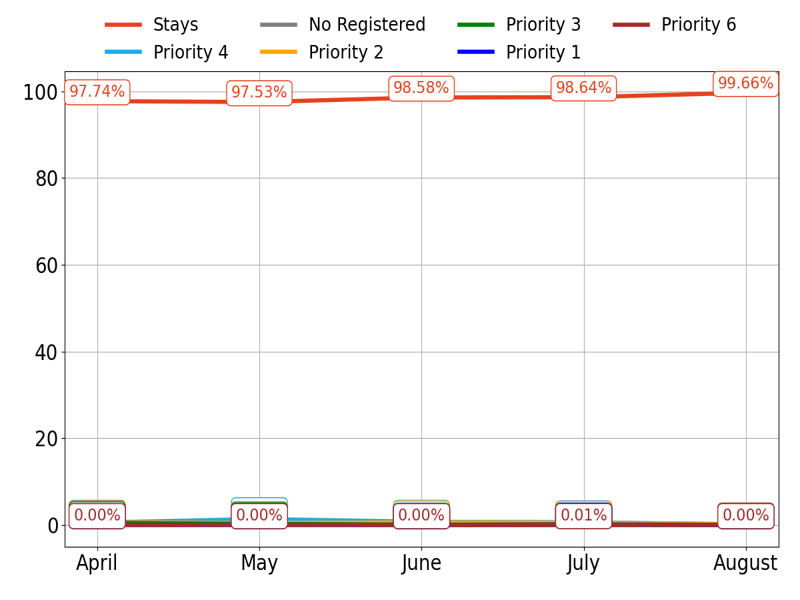 Stays No Registered Priority 3 Priority 6
Priority 4 Priority 2 Priority 1
100
80
60
40
20
0
97.74% 97.53% 98.58% 98.64% 99.66%
0.00% 0.00% 0.00% 0.01% 0.00%
April May June July August